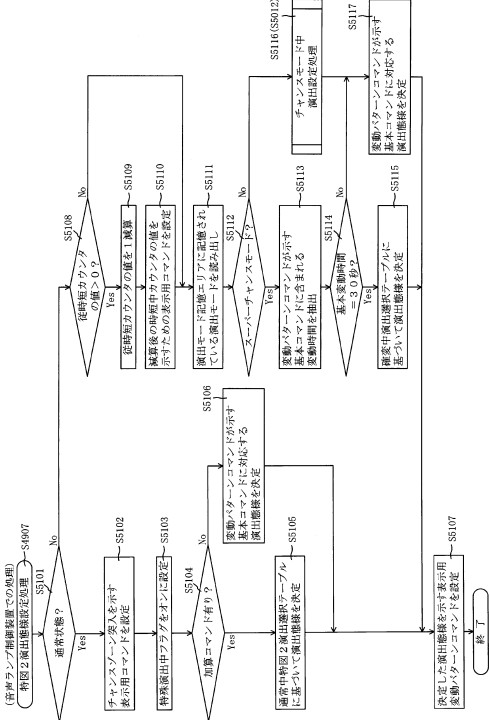 (音声ランプ制御装置での処理)
特図2演出態様設定処理
S4907
S5101
通常状態?
No
Yes
S5102
チャンスゾーン突入を示す
表示用コマンドを設定
S5103
特殊演出中フラグをオンに設定
S5104
加算コマンド有り?
No
Yes
S5105
通常中特図2演出選択テーブル
に基づいて演出態様を決定
S5106
変動パターンコマンドが示す
基本コマンドに対応する
演出態様を決定
S5107
決定した演出態様を示す表示用
変動パターンコマンドを設定
終了
S5108
従時短カウンタ
の値>0?
No
Yes
S5109
従時短カウンタの値を1減算
S5110
減算後の時短中カウンタの値を
示すための表示用コマンドを設定
S5111
演出モード記憶エリアに記憶され
ている演出モードを読み出し
S5112
スーパーチャンスモード?
No
Yes
S5113
変動パターンコマンドが示す
基本コマンドに含まれる
変動時間を抽出
S5114
基本変動時間
=30秒?
No
Yes
S5115
確変中演出選択テーブルに
基づいて演出態様を決定
S5116(S5012)
チャンスモード中
演出設定処理
S5117
変動パターンコマンドが示す
基本コマンドに対応する
演出態様を決定